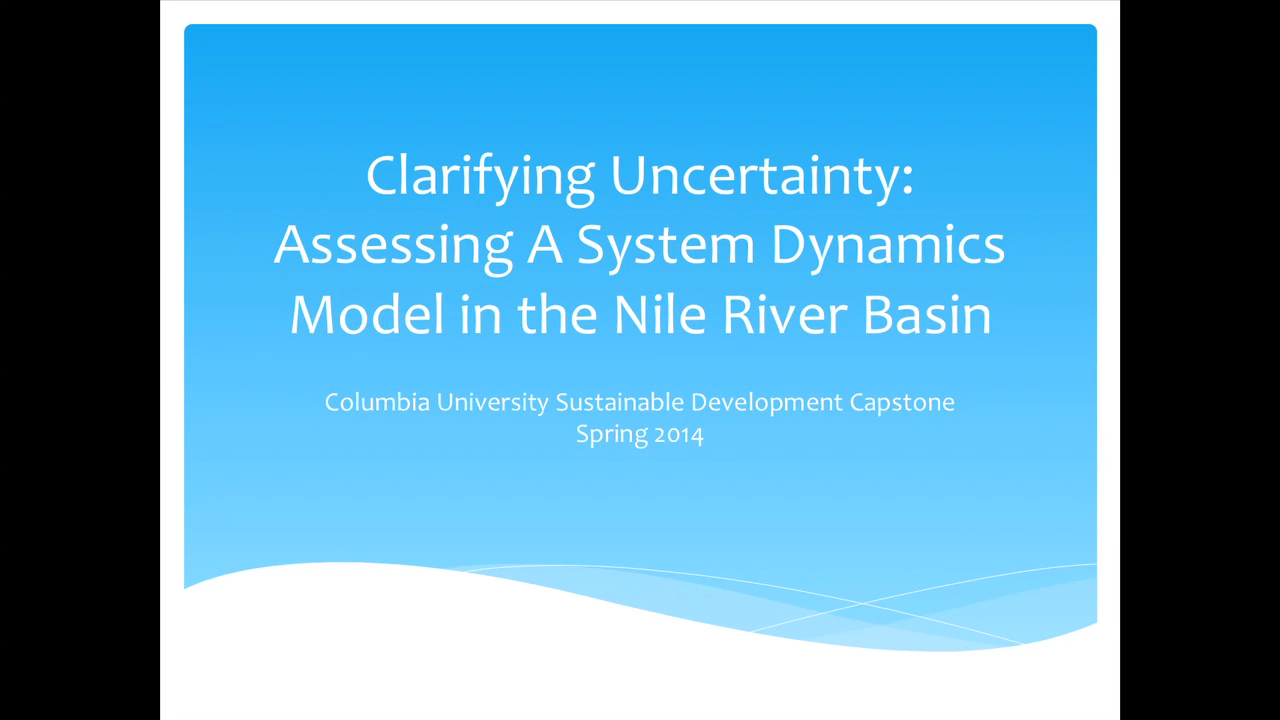 Clarifying Uncertainty:
Assessing A System Dynamics
Model in the Nile River Basin
Columbia University Sustainable Development Capstone
Spring 2014